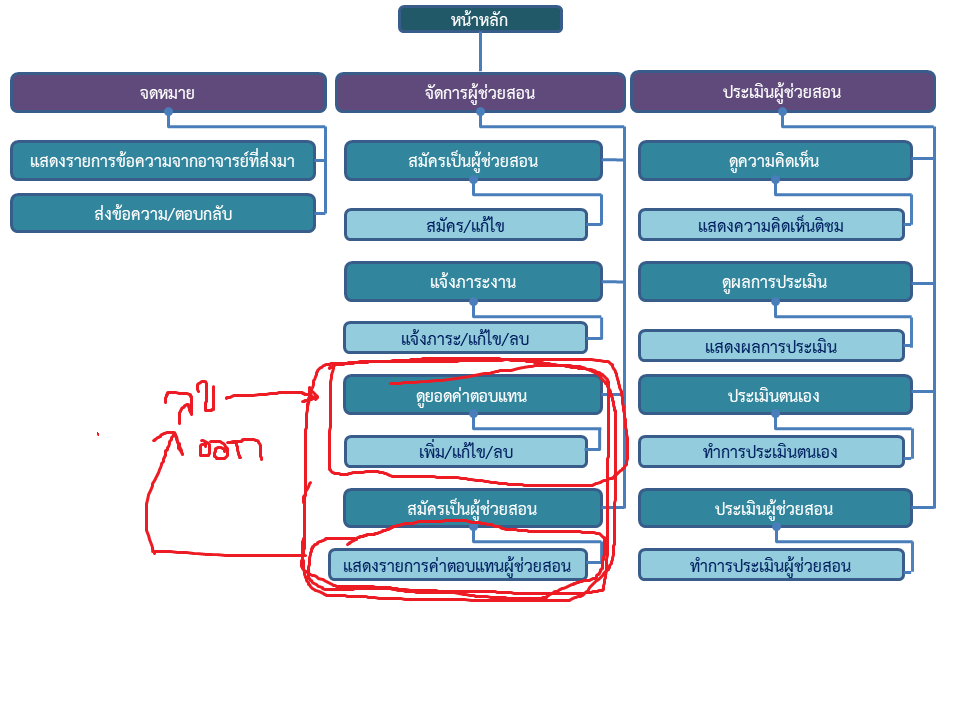 หน้าหลัก
จดหมาย
แสดงรายการข้อความจากอาจารย์ที่ส่งมา
ส่งข้อความ/ตอบกลับ
จัดการผู้ช่วยสอน
สมัครเป็นผู้ช่วยสอน
สมัคร/แก้ไข
แจ้งภาระงาน
แจ้งภาระ/แก้ไข/ลบ
ดูยอดค่าตอบแทน
เพิ่ม/แก้ไข/ลบ
สมัครเป็นผู้ช่วยสอน
แสดงรายการค่าตอบแทนผู้ช่วยสอน
ประเมินผู้ช่วยสอน
ดูความคิดเห็น
แสดงความคิดเห็นติชม
ดูผลการประเมิน
แสดงผลการประเมิน
ประเมินตนเอง
ทำการประเมินตนเอง
ประเมินผู้ช่วยสอน
ทำการประเมินผู้ช่วยสอน
ออก